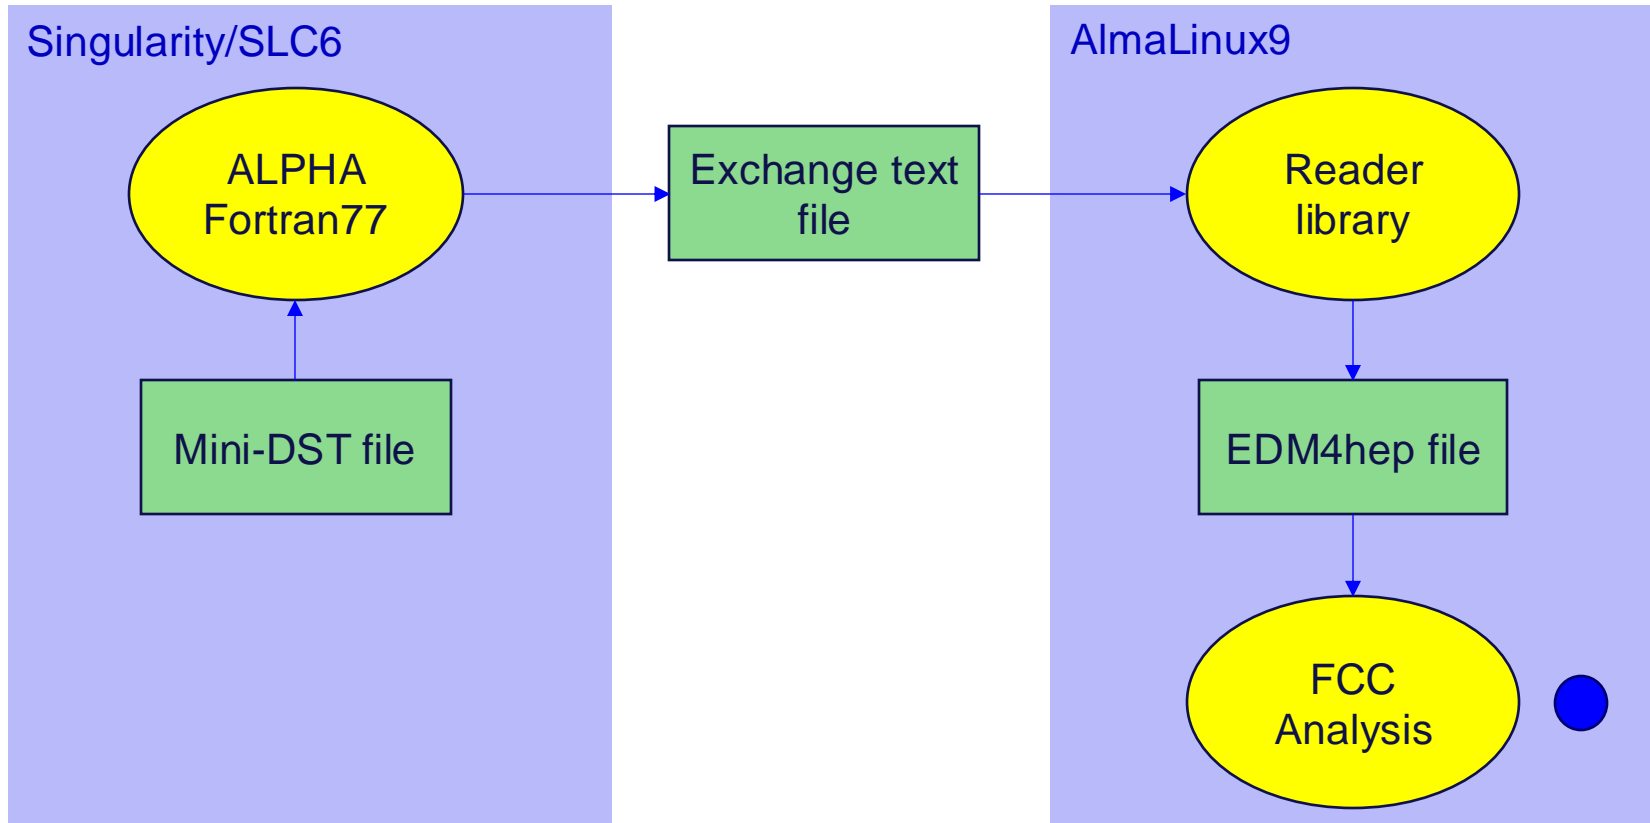 Singularity/SLC6
AlmaLinux9
ALPHA
Fortran77
Exchange text
file
Reader
library
Mini-DST file
EDM4hep file
FCC
Analysis